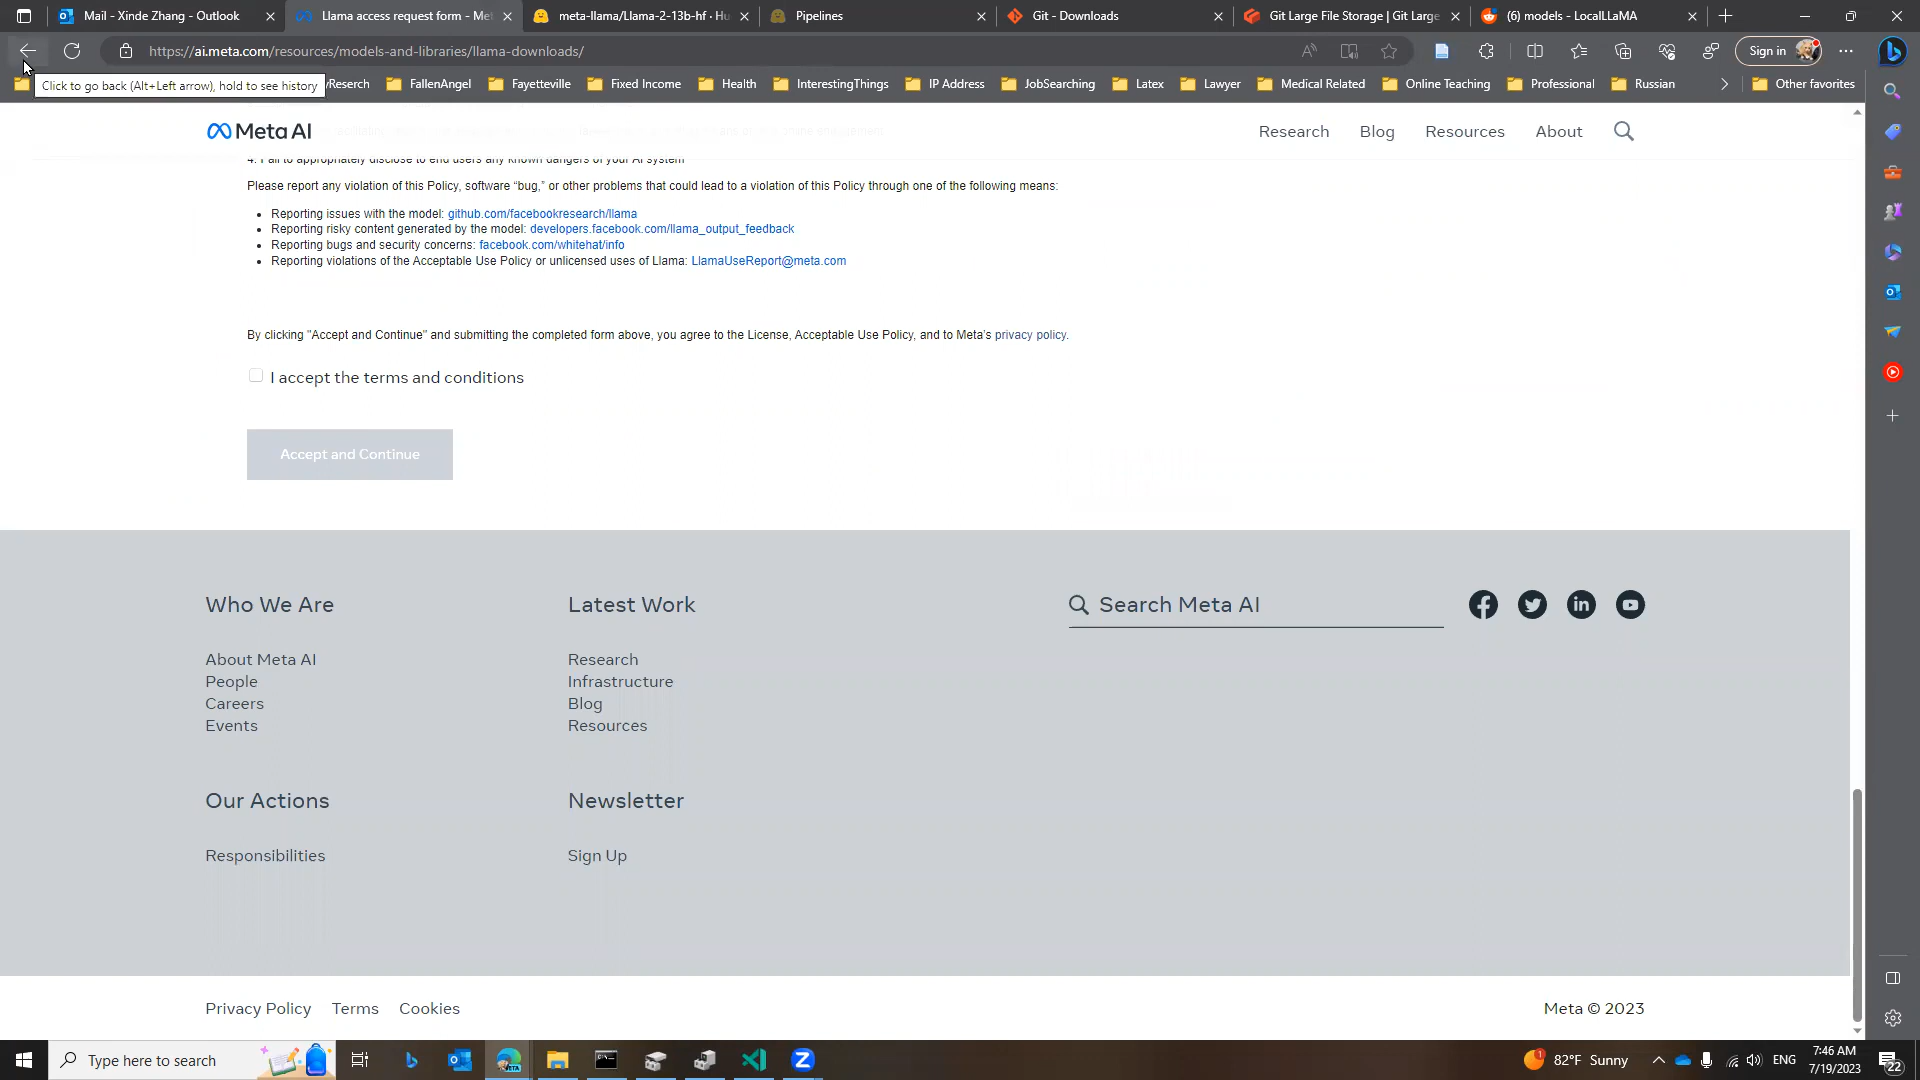 Mail - Xinde Zhang - Outlook
Llama access request form - Met
meta-llama/Llama-2-13b-hf · Hu
Pipelines
Git - Downloads
Git Large File Storage | Git Large
(6) models - LocalLLaMA
https://ai.meta.com/resources/models-and-libraries/llama-downloads/
Sign in
Click to go back (Alt+Left arrow), hold to see history
yReserch
FallenAngel
Fayetteville
Fixed Income
Health
InterestingThings
IP Address
JobSearching
Latex
Lawyer
Medical Related
Online Teaching
Professional
Russian
Other favorites
Meta AI
Research
Blog
Resources
About
4. Fail to appropriately disclose to end users any known dangers of your AI system
Please report any violation of this Policy, software “bug,” or other problems that could lead to a violation of this Policy through one of the following means:
• Reporting issues with the model: github.com/facebookresearch/llama
• Reporting risky content generated by the model: developers.facebook.com/llama_output_feedback
• Reporting bugs and security concerns: facebook.com/whitehat/info
• Reporting violations of the Acceptable Use Policy or unlicensed uses of Llama: LlamaUseReport@meta.com
By clicking "Accept and Continue" and submitting the completed form above, you agree to the License, Acceptable Use Policy, and to Meta’s privacy policy.
I accept the terms and conditions
Accept and Continue
Who We Are
About Meta AI
People
Careers
Events
Latest Work
Research
Infrastructure
Blog
Resources
Search Meta AI
Our Actions
Responsibilities
Newsletter
Sign Up
Privacy Policy
Terms
Cookies
Meta © 2023
Type here to search
META
82°F Sunny
ENG
7:46 AM
7/19/2023
22